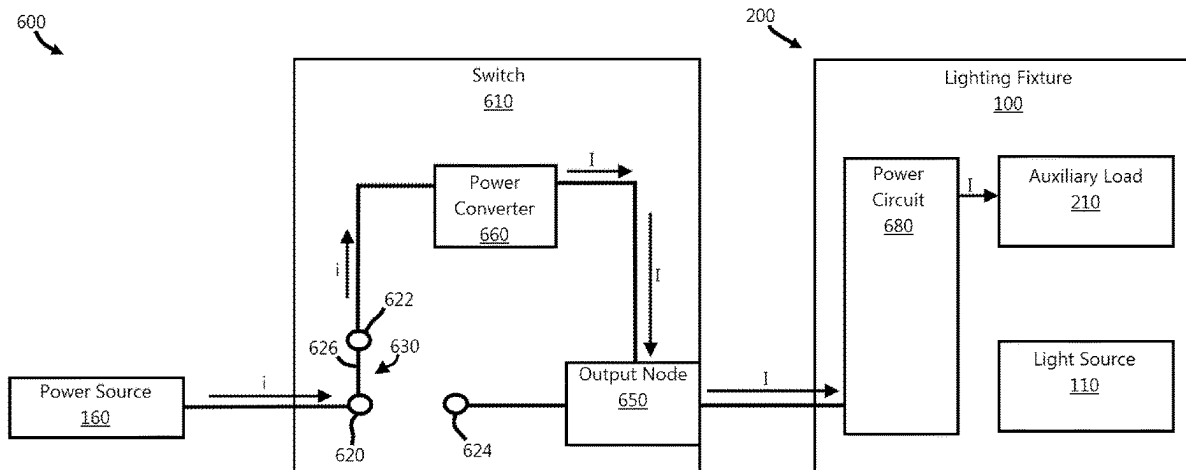 600
200
Switch
610
Lighting Fixture
100
I
Power
Converter
660
Power
Circuit
680
I
Auxiliary Load
210
i
I
622
626
630
Power Source
160
i
620
624
Output Node
650
I
Light Source
110